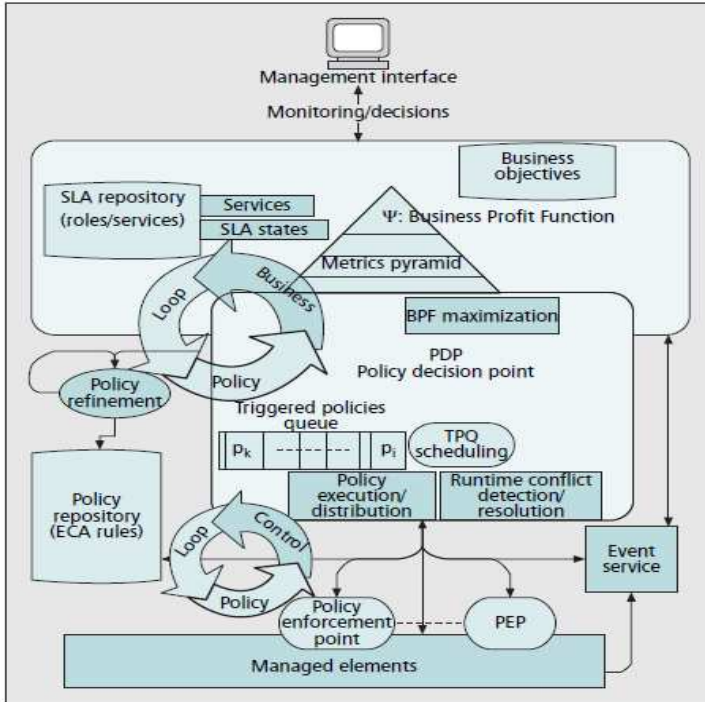 Management interface
Monitoring/decisions
Business
objectives
SLA repository
(roles/services)
Services
SLA states
Ψ: Business Profit Function
Metrics pyramid
Loop
Business
Policy
BPF maximization
PDP
Policy decision point
Policy
refinement
Triggered policies
queue
pk
pi
TPQ
scheduling
Policy
execution/
distribution
Runtime conflict
detection/
resolution
Policy
repository
(ECA rules)
Loop
Control
Policy
Event
service
Policy
enforcement
point
PEP
Managed elements